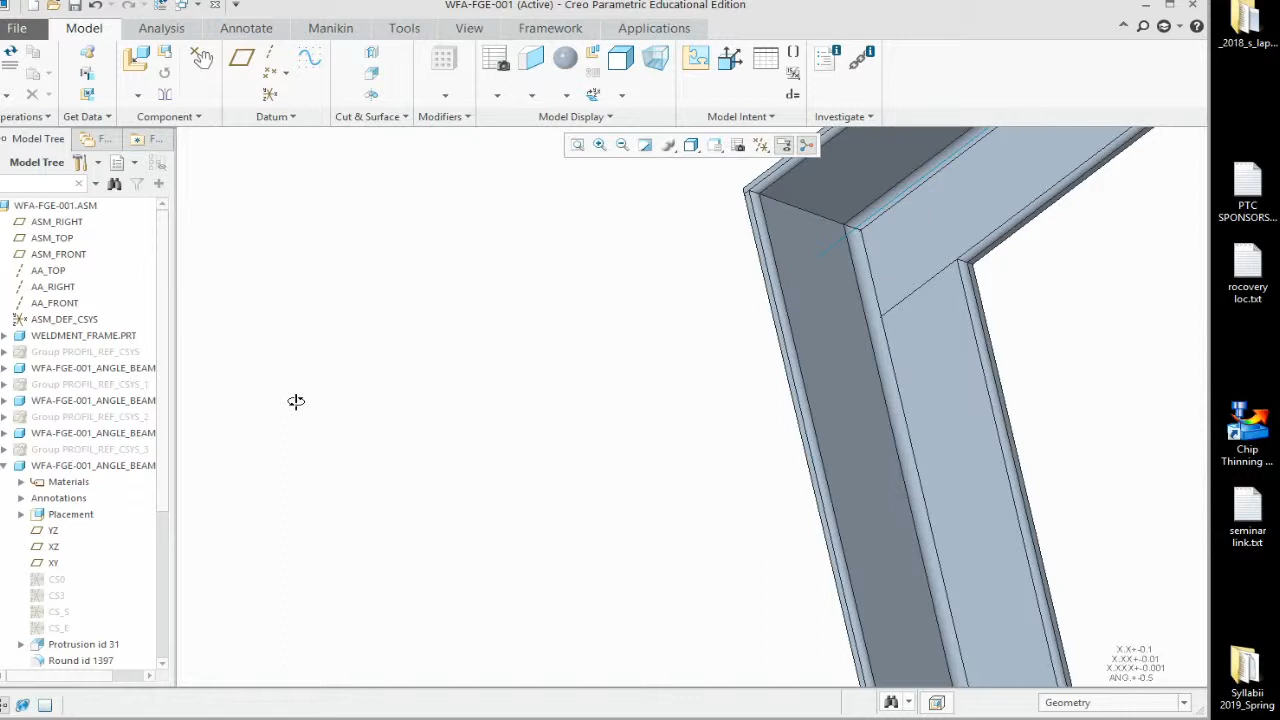 WFA-FGE-001 (Active) - Creo Parametric Educational Edition
File
Model
Analysis
Annotate
Manikin
Tools
View
Framework
Applications
perations
Get Data
Component
Datum
Cut & Surface
Modifiers
Model Display
Model Intent
Investigate
d=
Model Tree
F...
F...
Model Tree
WFA-FGE-001.ASM
ASM_RIGHT
ASM_TOP
ASM_FRONT
AA_TOP
AA_RIGHT
AA_FRONT
ASM_DEF_CSYS
WELDMENT_FRAME.PRT
Group PROFIL_REF_CSYS
WFA-FGE-001_ANGLE_BEAM
Group PROFIL_REF_CSYS_1
WFA-FGE-001_ANGLE_BEAM
Group PROFIL_REF_CSYS_2
WFA-FGE-001_ANGLE_BEAM
Group PROFIL_REF_CSYS_3
WFA-FGE-001_ANGLE_BEAM
Materials
Annotations
Placement
YZ
XZ
XY
CS0
CS3
CS_S
CS_E
Protrusion id 31
Round id 1397
X.X+-0.1
X.XX+-0.01
X.XXX+-0.001
ANG.+-0.5
Geometry
_2018_s_lap...
PTC
SPONSORS...
rocovery
loc.txt
Chip
Thinning ...
seminar
link.txt
Syllabii
2019_Spring